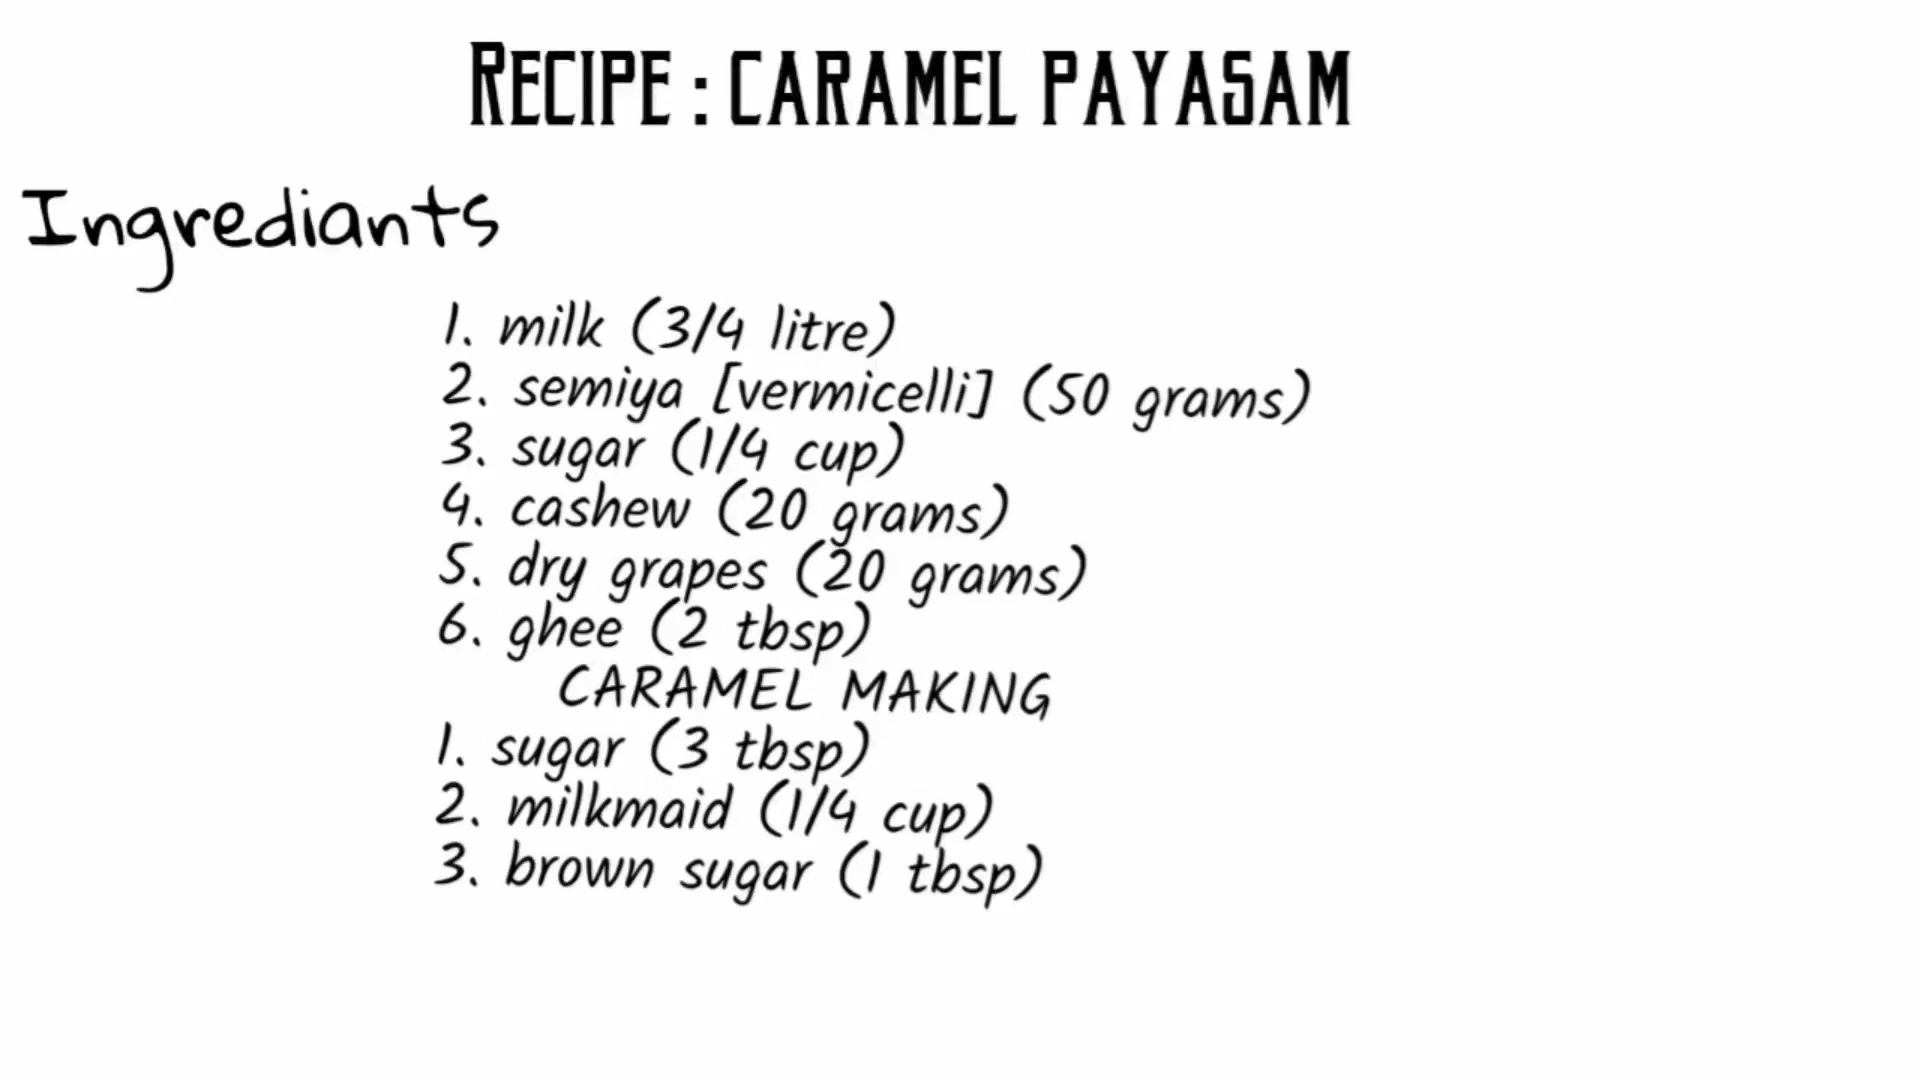 RECIPE : CARAMEL PAYASAM
Ingrediants
1. milk (3/4 litre)
2. semiya [vermicelli] (50 grams)
3. sugar (1/4 cup)
4. cashew (20 grams)
5. dry grapes (20 grams)
6. ghee (2 tbsp)
CARAMEL MAKING
1. sugar (3 tbsp)
2. milkmaid (1/4 cup)
3. brown sugar (1 tbsp)